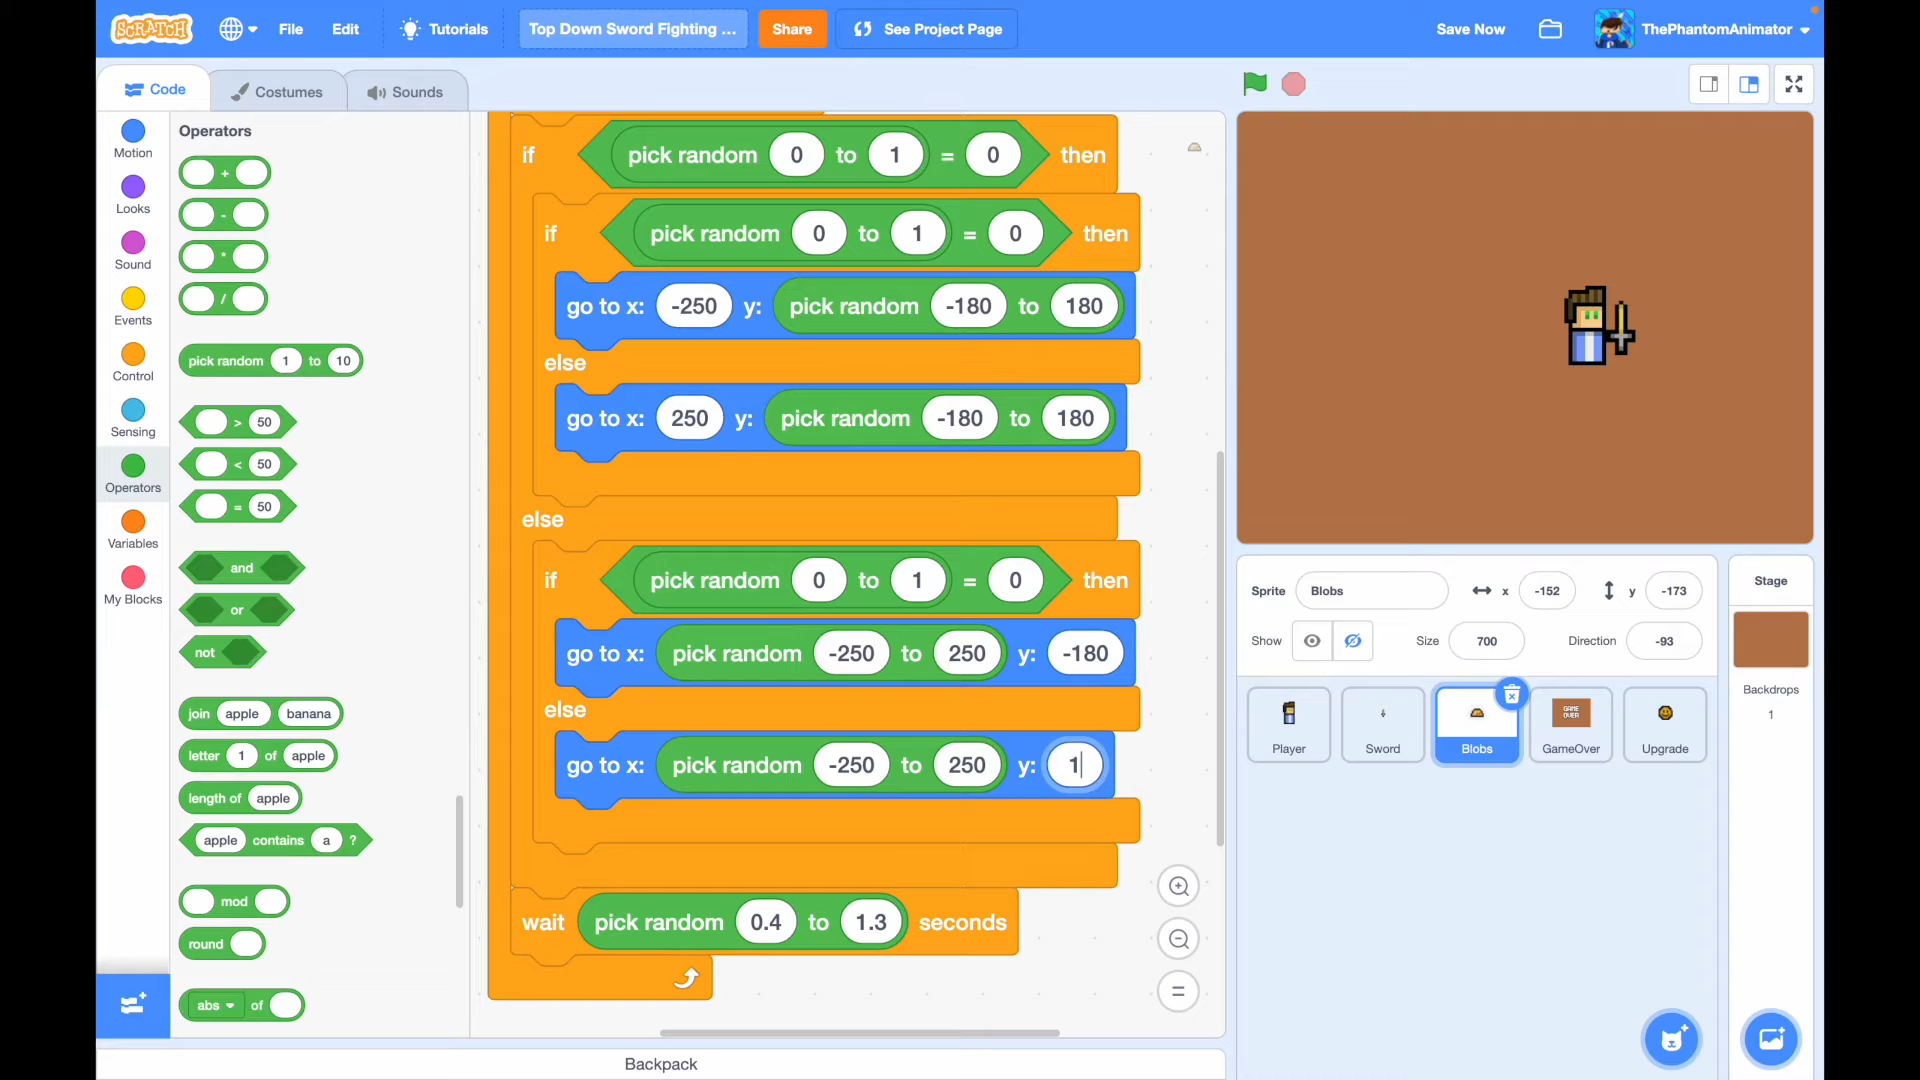 SCRATCH
File
Edit
Tutorials
Top Down Sword Fighting ...
Share
See Project Page
Save Now
ThePhantomAnimator
Code
Costumes
Sounds
Motion
Looks
Sound
Events
Control
Sensing
Operators
Variables
My Blocks
Operators
+
-
*
/
pick random 1 to 10
> 50
< 50
= 50
and
or
not
join apple banana
letter 1 of apple
length of apple
apple contains a ?
mod
round
abs of
if pick random 0 to 1 = 0 then
if pick random 0 to 1 = 0 then
go to x: -250 y: pick random -180 to 180
else
go to x: 250 y: pick random -180 to 180
else
if pick random 0 to 1 = 0 then
go to x: pick random -250 to 250 y: -180
else
go to x: pick random -250 to 250 y: 1
wait pick random 0.4 to 1.3 seconds
Backpack
Sprite Blobs x -152 y -173
Show Size 700 Direction -93
Player
Sword
Blobs
GAME
OVER
GameOver
Upgrade
Stage
Backdrops
1